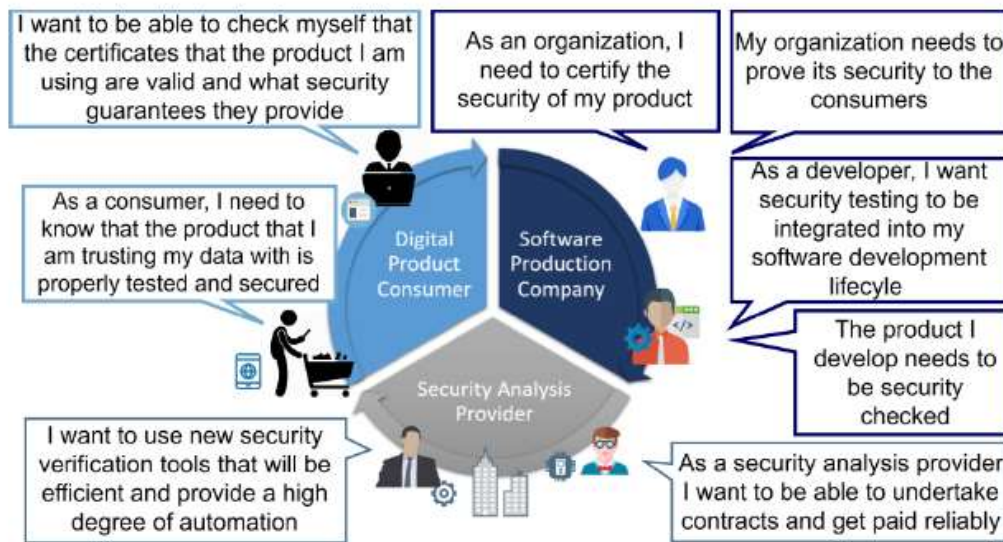 I want to be able to check myself
that the certificates that the product I am
using are valid and what security
guarantees they provide
As an organization, I
need to certify the
security of my product
My organization needs to
prove its security to the
consumers
As a consumer, I need to
know that the product that I
am trusting my data with is
properly tested and secured
Digital
Product
Consumer
Software
Production
Company
As a developer, I want
security testing to be
integrated into my
software development
lifecyle
</>
The product I
develop needs to
be security
checked
Security Analysis
Provider
I want to use new security
verification tools that will be
efficient and provide a high
degree of automation
As a security analysis provider
I want to be able to undertake
contracts and get paid reliably